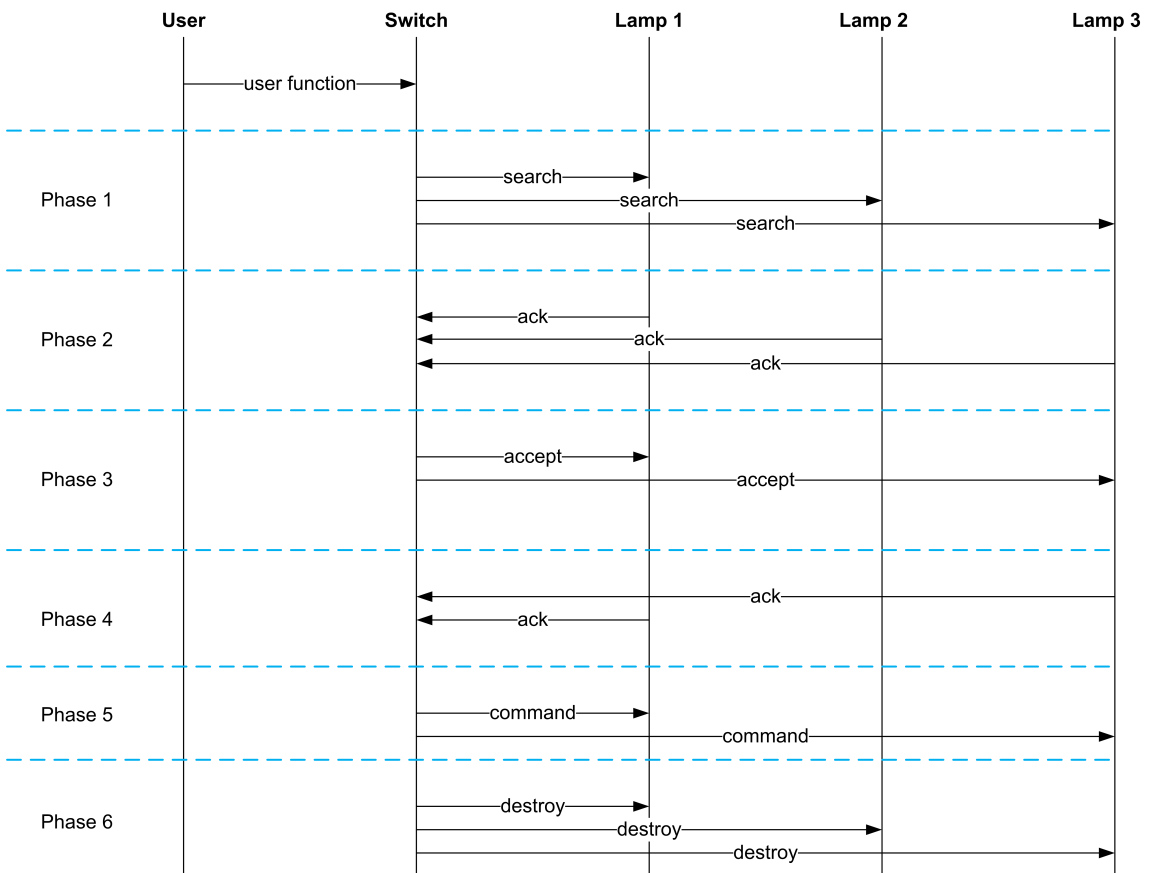 User Switch Lamp 1 Lamp 2 Lamp 3
user function
Phase 1
search
search
search
Phase 2
ack
ack
ack
Phase 3
accept
accept
Phase 4
ack
ack
Phase 5
command
command
Phase 6
destroy
destroy
destroy